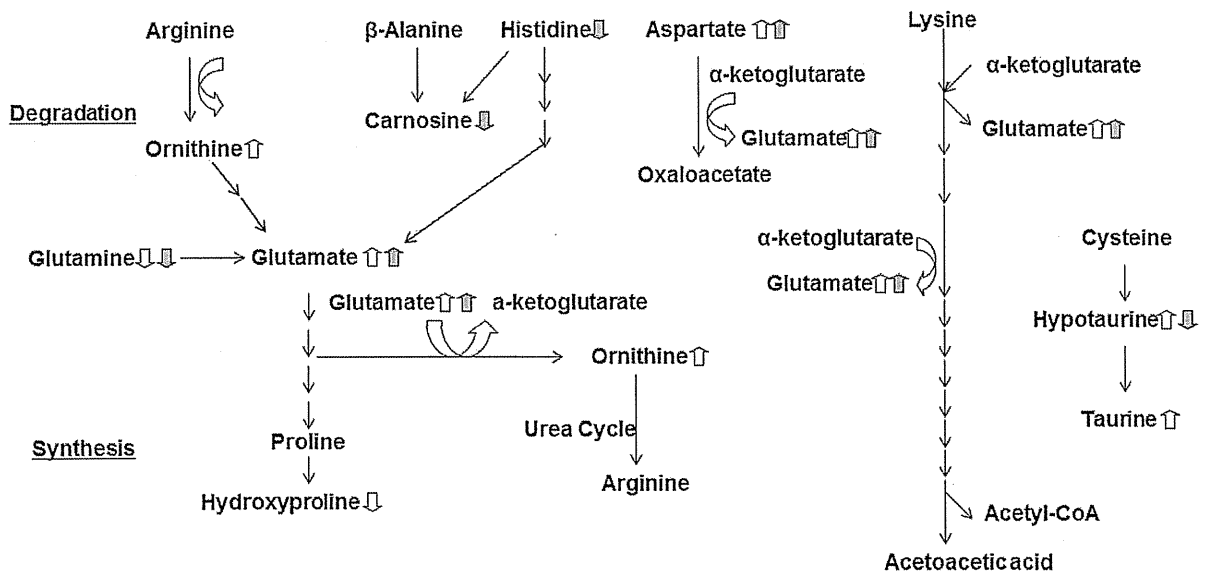 Arginine
β-Alanine
Histidine
Aspartate
Lysine
α-ketoglutarate
α-ketoglutarate
Degradation
Carnosine
Glutamate
Glutamate
Ornithine
Oxaloacetate
Glutamine
Glutamate
α-ketoglutarate
Cysteine
Glutamate
Glutamate
a-ketoglutarate
Hypotaurine
Ornithine
Taurine
Synthesis
Proline
Urea Cycle
Arginine
Hydroxyproline
Acetyl-CoA
Acetoacetic acid